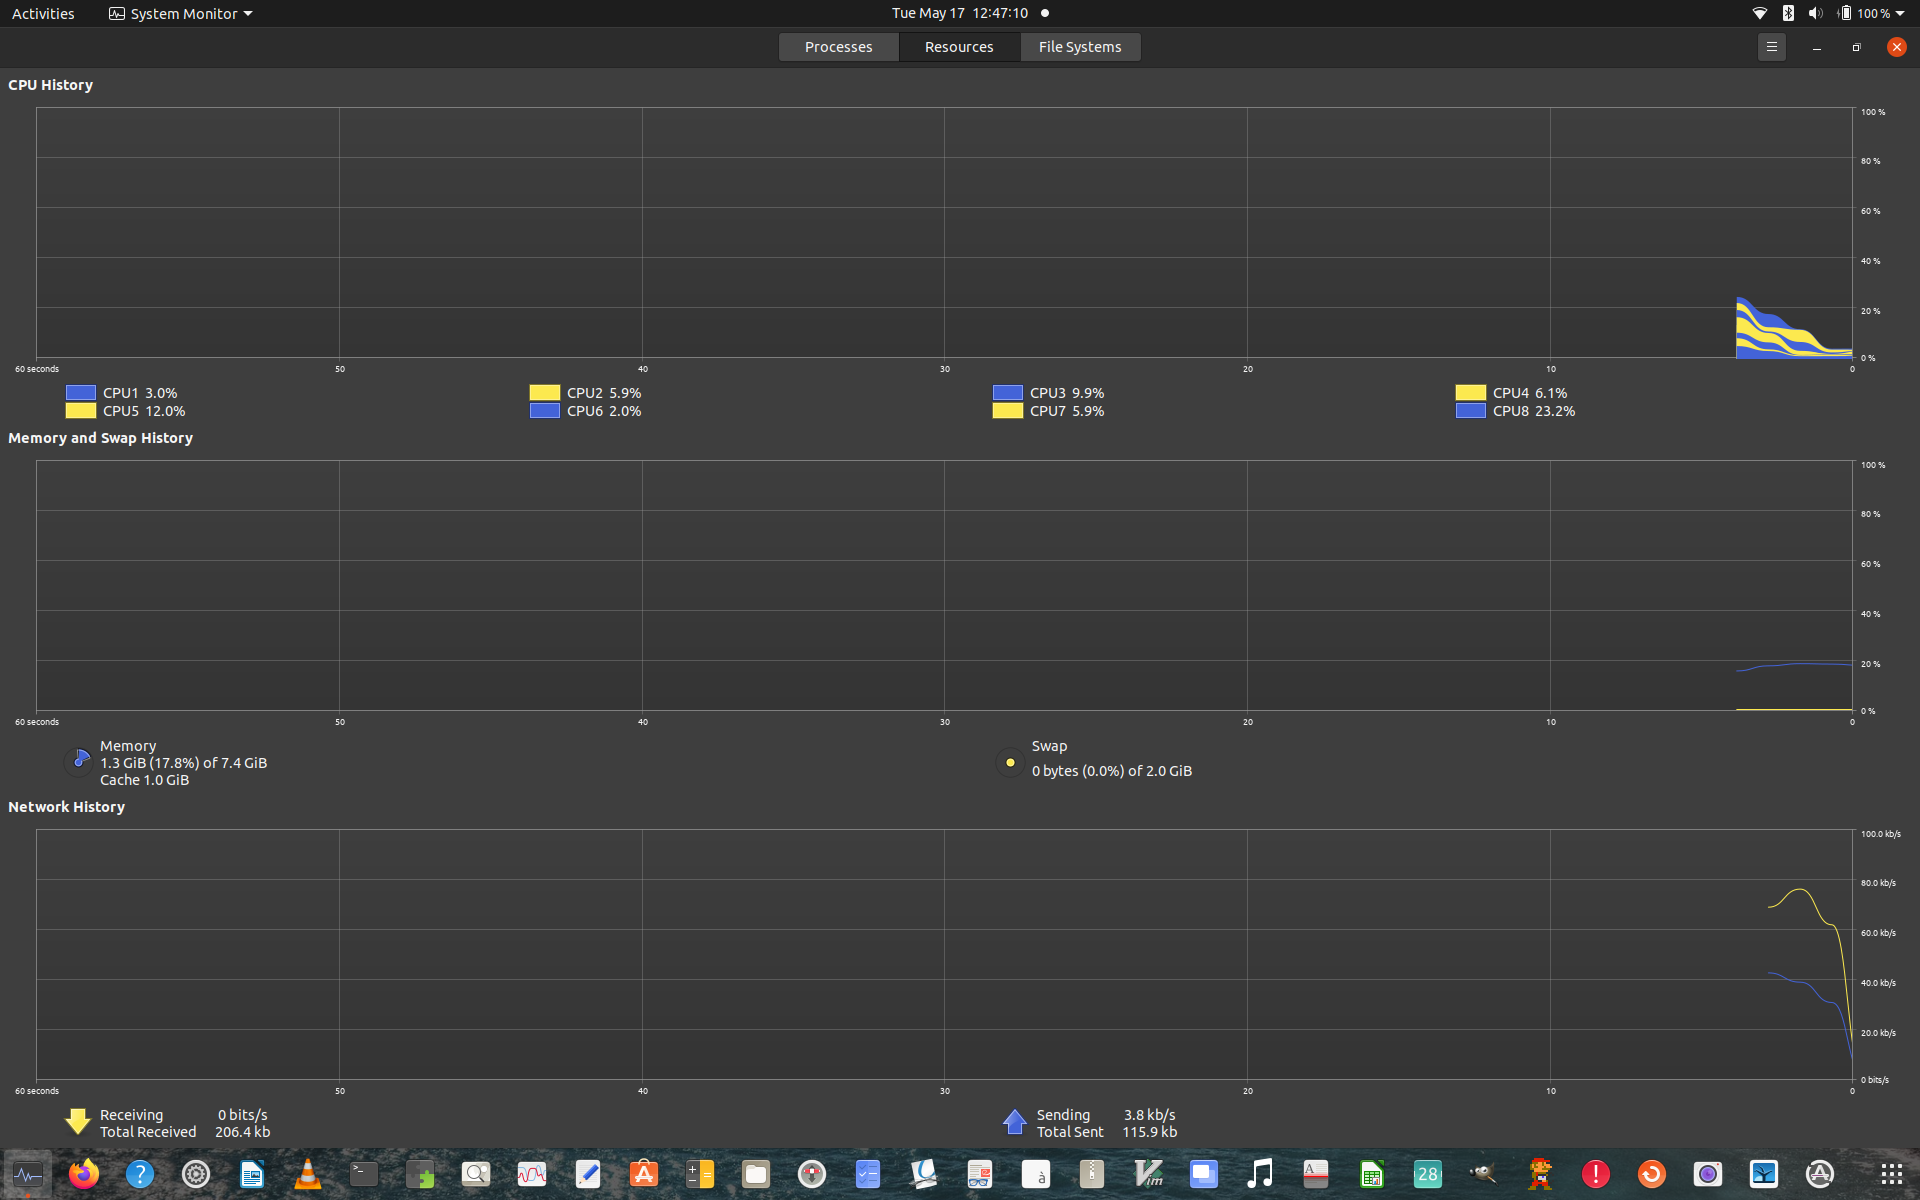 Activities
System Monitor
Tue May 17 12:47:10
100 %
Processes
Resources
File Systems
CPU History
100 %
80 %
60 %
40 %
20 %
0 %
60 seconds 50 40 30 20 10 0
CPU1 3.0% CPU2 5.9% CPU3 9.9% CPU4 6.1%
CPU5 12.0% CPU6 2.0% CPU7 5.9% CPU8 23.2%
Memory and Swap History
100 %
80 %
60 %
40 %
20 %
0 %
60 seconds 50 40 30 20 10 0
Memory
1.3 GiB (17.8%) of 7.4 GiB
Cache 1.0 GiB
Swap
0 bytes (0.0%) of 2.0 GiB
Network History
100.0 kb/s
80.0 kb/s
60.0 kb/s
40.0 kb/s
20.0 kb/s
0 bits/s
60 seconds 50 40 30 20 10 0
Receiving 0 bits/s
Total Received 206.4 kb
Sending 3.8 kb/s
Total Sent 115.9 kb
?
>_
A
à
Vim
A
28
!
A